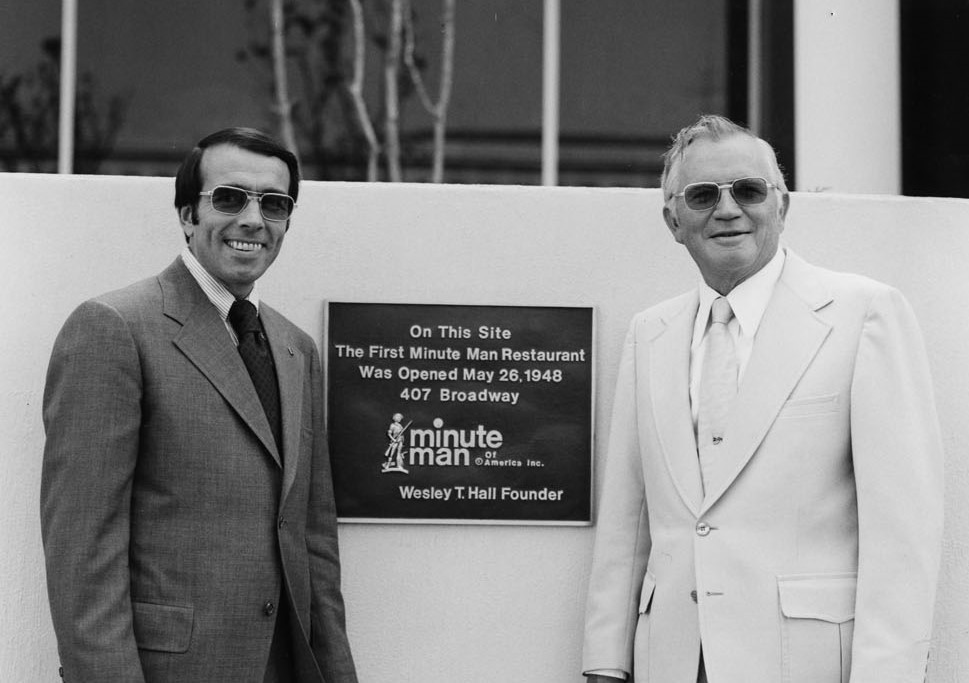 On This Site
The First Minute Man Restaurant
Was Opened May 26, 1948
407 Broadway
minute
man of
© America Inc.
Wesley T. Hall Founder